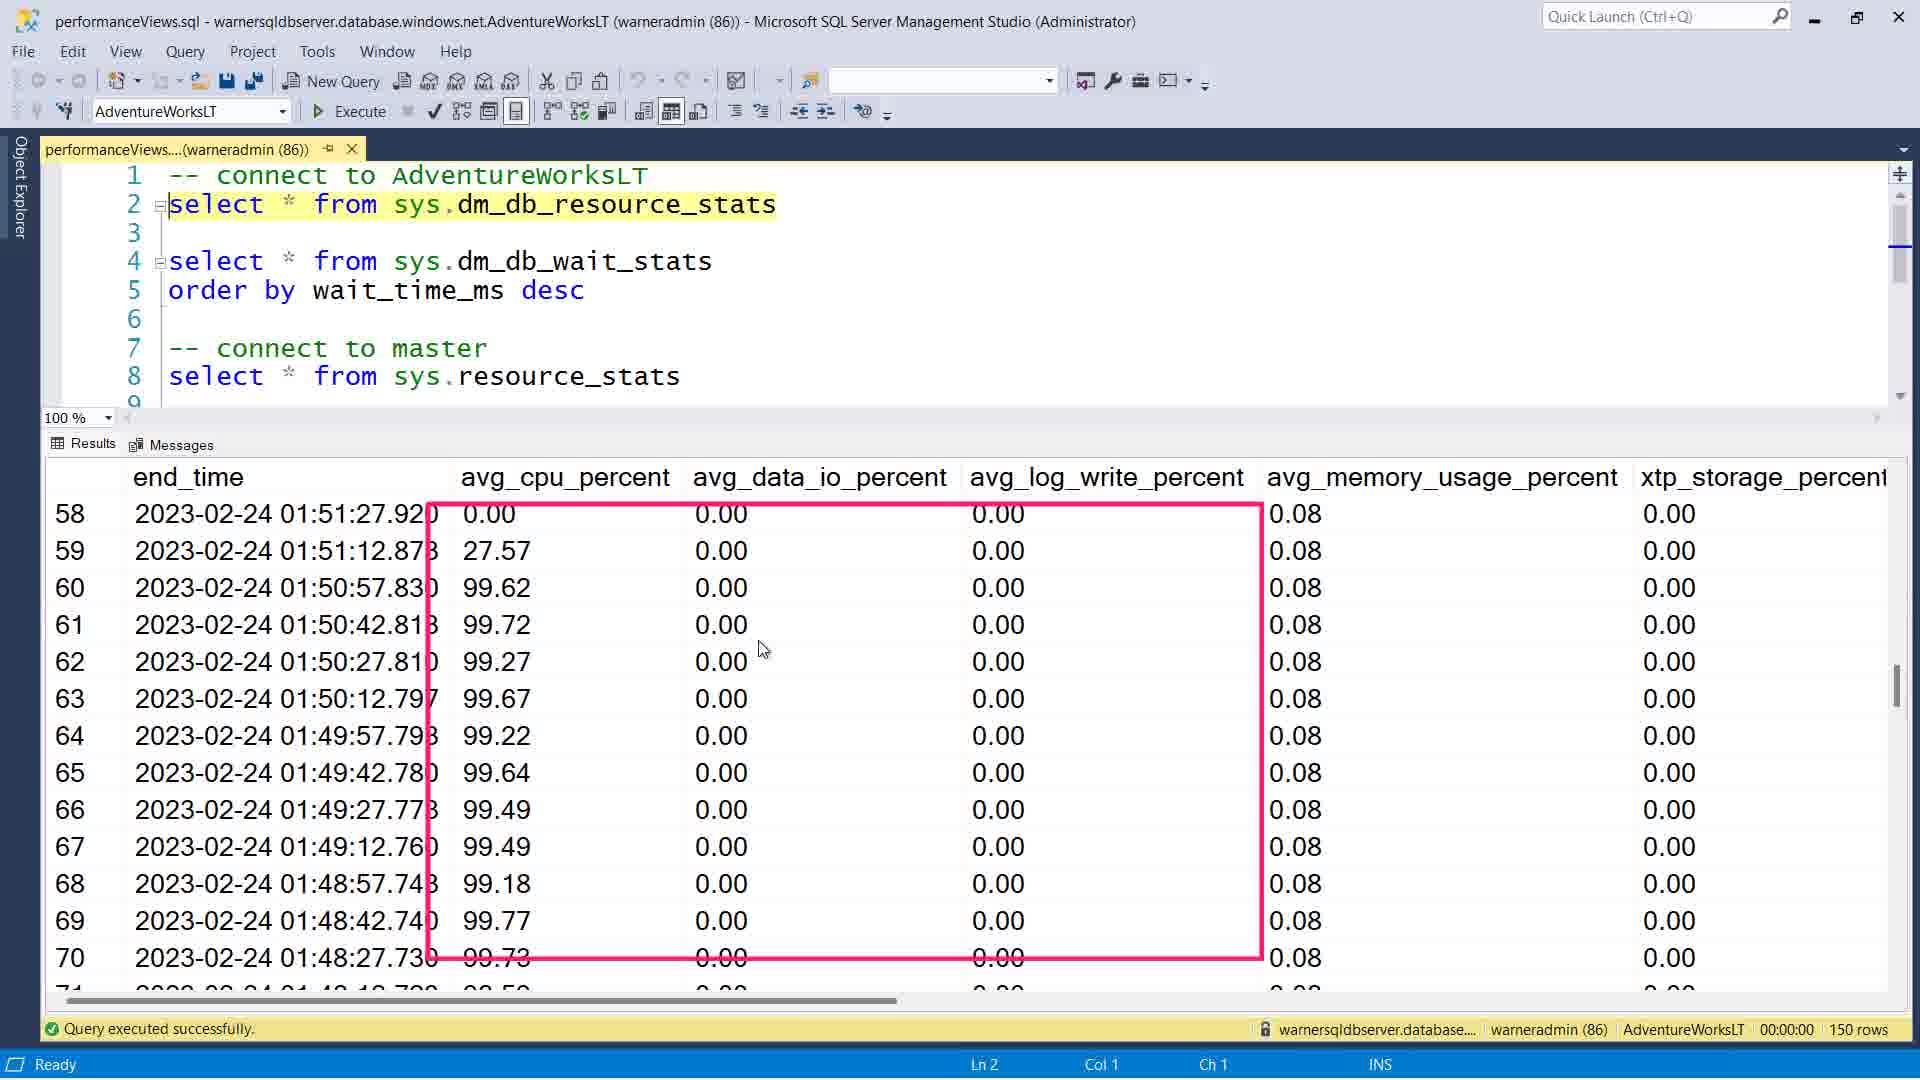 performanceViews.sql - warnersqldbserver.database.windows.net.AdventureWorksLT (warneradmin (86)) - Microsoft SQL Server Management Studio (Administrator)
Quick Launch (Ctrl+Q)
File Edit View Query Project Tools Window Help
New Query
AdventureWorksLT Execute
Object Explorer
performanceViews....(warneradmin (86))
1 -- connect to AdventureWorksLT
2 select * from sys.dm_db_resource_stats
3
4 select * from sys.dm_db_wait_stats
5 order by wait_time_ms desc
6
7 -- connect to master
8 select * from sys.resource_stats
9
100 %
Results Messages
end_time avg_cpu_percent avg_data_io_percent avg_log_write_percent avg_memory_usage_percent xtp_storage_percent
58 2023-02-24 01:51:27.920 0.00 0.00 0.00 0.08 0.00
59 2023-02-24 01:51:12.873 27.57 0.00 0.00 0.08 0.00
60 2023-02-24 01:50:57.830 99.62 0.00 0.00 0.08 0.00
61 2023-02-24 01:50:42.813 99.72 0.00 0.00 0.08 0.00
62 2023-02-24 01:50:27.810 99.27 0.00 0.00 0.08 0.00
63 2023-02-24 01:50:12.797 99.67 0.00 0.00 0.08 0.00
64 2023-02-24 01:49:57.793 99.22 0.00 0.00 0.08 0.00
65 2023-02-24 01:49:42.780 99.64 0.00 0.00 0.08 0.00
66 2023-02-24 01:49:27.773 99.49 0.00 0.00 0.08 0.00
67 2023-02-24 01:49:12.760 99.49 0.00 0.00 0.08 0.00
68 2023-02-24 01:48:57.743 99.18 0.00 0.00 0.08 0.00
69 2023-02-24 01:48:42.740 99.77 0.00 0.00 0.08 0.00
70 2023-02-24 01:48:27.730 99.73 0.00 0.00 0.08 0.00
Query executed successfully. warnersqldbserver.database.... warneradmin (86) AdventureWorksLT 00:00:00 150 rows
Ready Ln 2 Col 1 Ch 1 INS